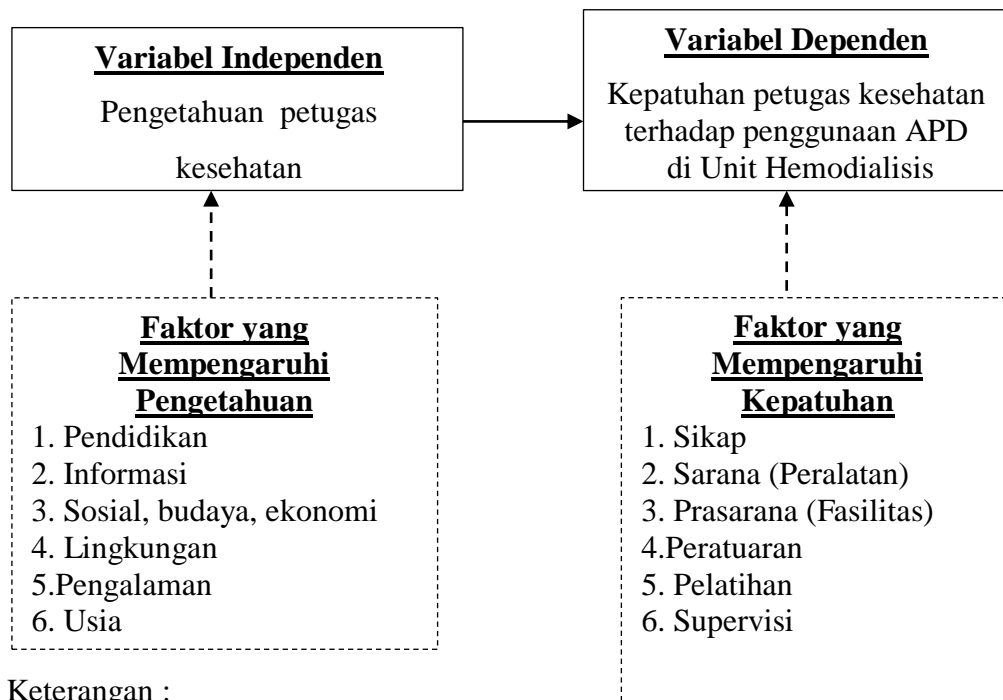 Variabel Independen
Pengetahuan petugas
kesehatan
Variabel Dependen
Kepatuhan petugas kesehatan
terhadap penggunaan APD
di Unit Hemodialisis
Faktor yang
Mempengaruhi
Pengetahuan
1. Pendidikan
2. Informasi
3. Sosial, budaya, ekonomi
4. Lingkungan
5.Pengalaman
6. Usia
Faktor yang
Mempengaruhi
Kepatuhan
1. Sikap
2. Sarana (Peralatan)
3. Prasarana (Fasilitas)
4.Peratuaran
5. Pelatihan
6. Supervisi
Keterangan :